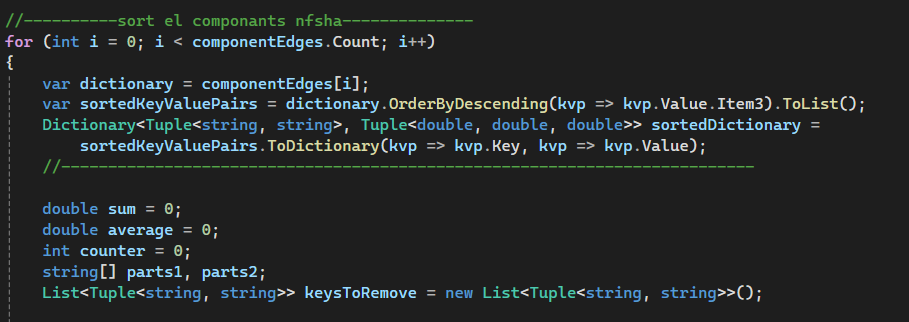 //----------sort el componants nfsha--------------
for (int i = 0; i < componentEdges.Count; i++)
{
var dictionary = componentEdges[i];
var sortedKeyValuePairs = dictionary.OrderByDescending(kvp => kvp.Value.Item3).ToList();
Dictionary<Tuple<string, string>, Tuple<double, double, double>> sortedDictionary =
sortedKeyValuePairs.ToDictionary(kvp => kvp.Key, kvp => kvp.Value);
//--------------------------------------------------------------------------
double sum = 0;
double average = 0;
int counter = 0;
string[] parts1, parts2;
List<Tuple<string, string>> keysToRemove = new List<Tuple<string, string>>();